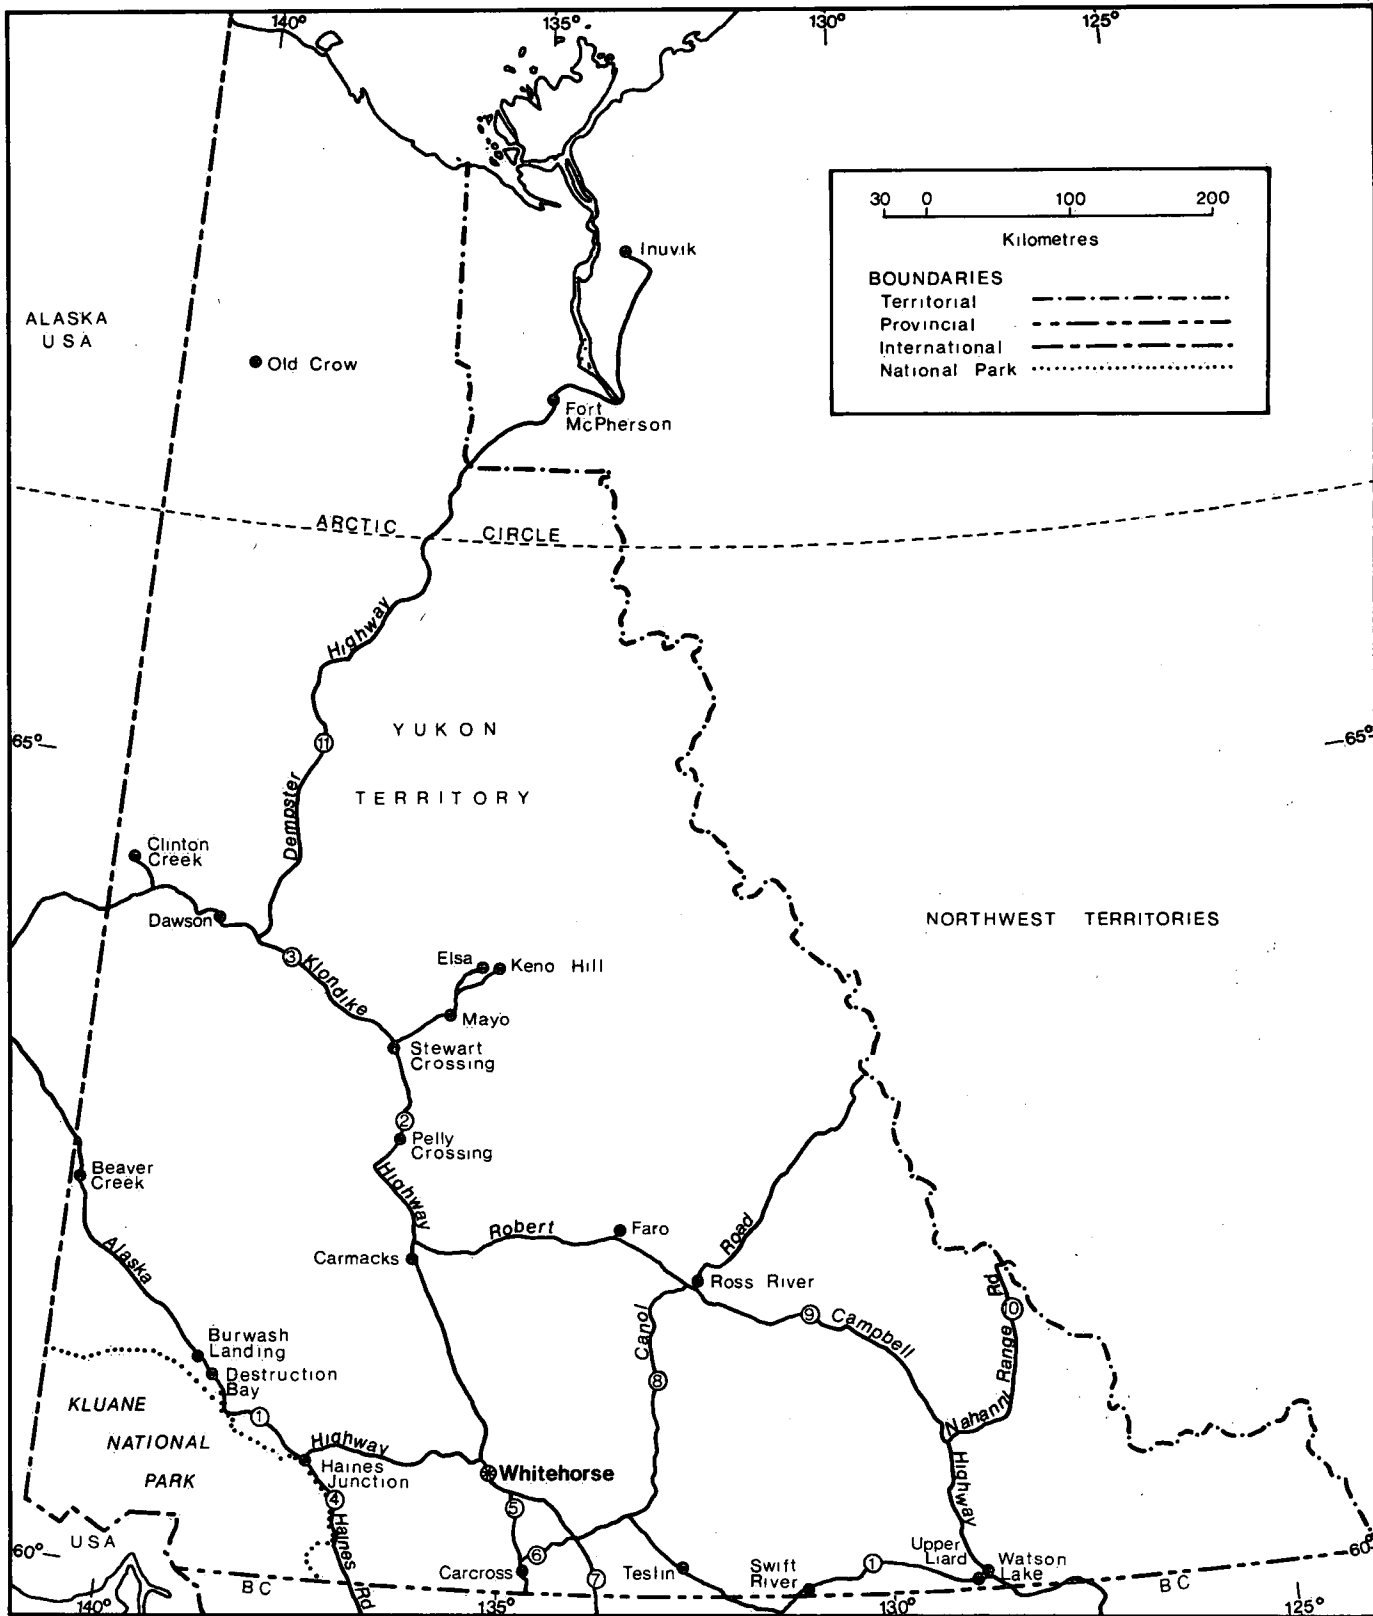 140°
135°
130°
125°
30 0 100 200
Kilometres
BOUNDARIES
Territorial
Provincial
International
National Park
Inuvik
ALASKA
USA
Old Crow
Fort
McPherson
ARCTIC CIRCLE
Highway
YUKON
TERRITORY
65°
65°
11
Dempster
Clinton
Creek
Dawson
NORTHWEST TERRITORIES
3
Klondike
Elsa
Keno Hill
Mayo
Stewart
Crossing
2
Pelly
Crossing
Highway
Beaver
Creek
Alaska
Robert
Faro
Road
Carmacks
Ross River
Rd
10
9
Campbell
Canol
Burwash
Landing
Destruction
Bay
8
Range
Nahanni
KLUANE
NATIONAL
PARK
1
Highway
Haines
Junction
Whitehorse
4
5
Highway
Haines Rd
USA
60°
60°
6
7
Carcross
Teslin
Swift
River
1
Upper
Liard
Watson
Lake
BC
BC
140°
135°
130°
125°